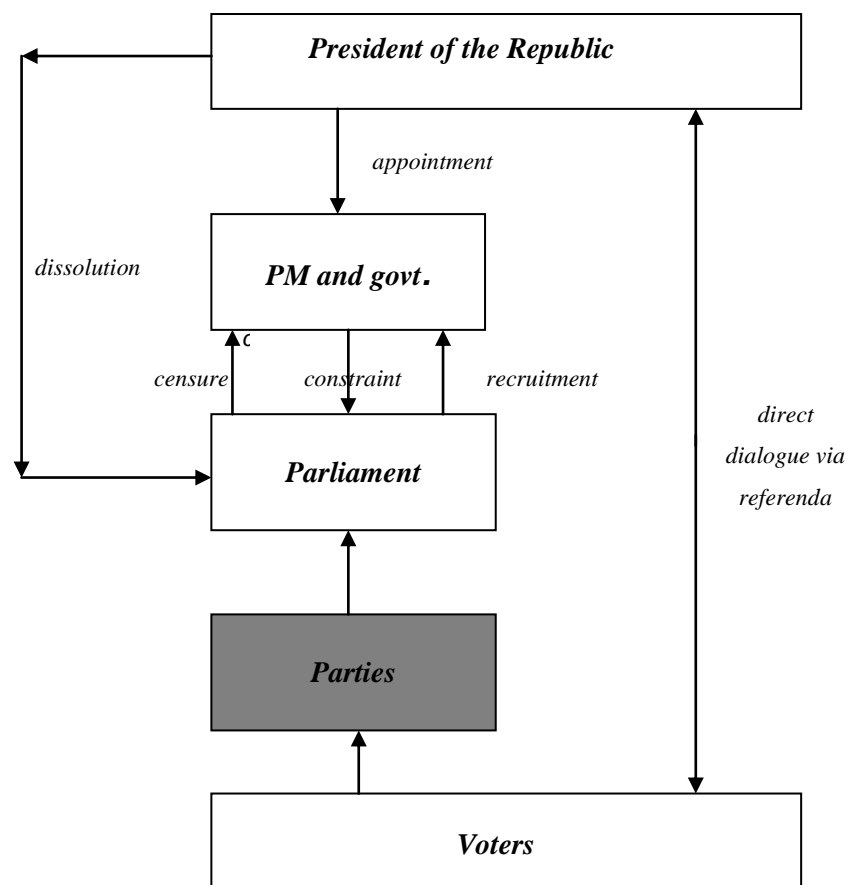 President of the Republic
appointment
dissolution
PM and govt.
c
censure
constraint
recruitment
direct
dialogue via
referenda
Parliament
Parties
Voters